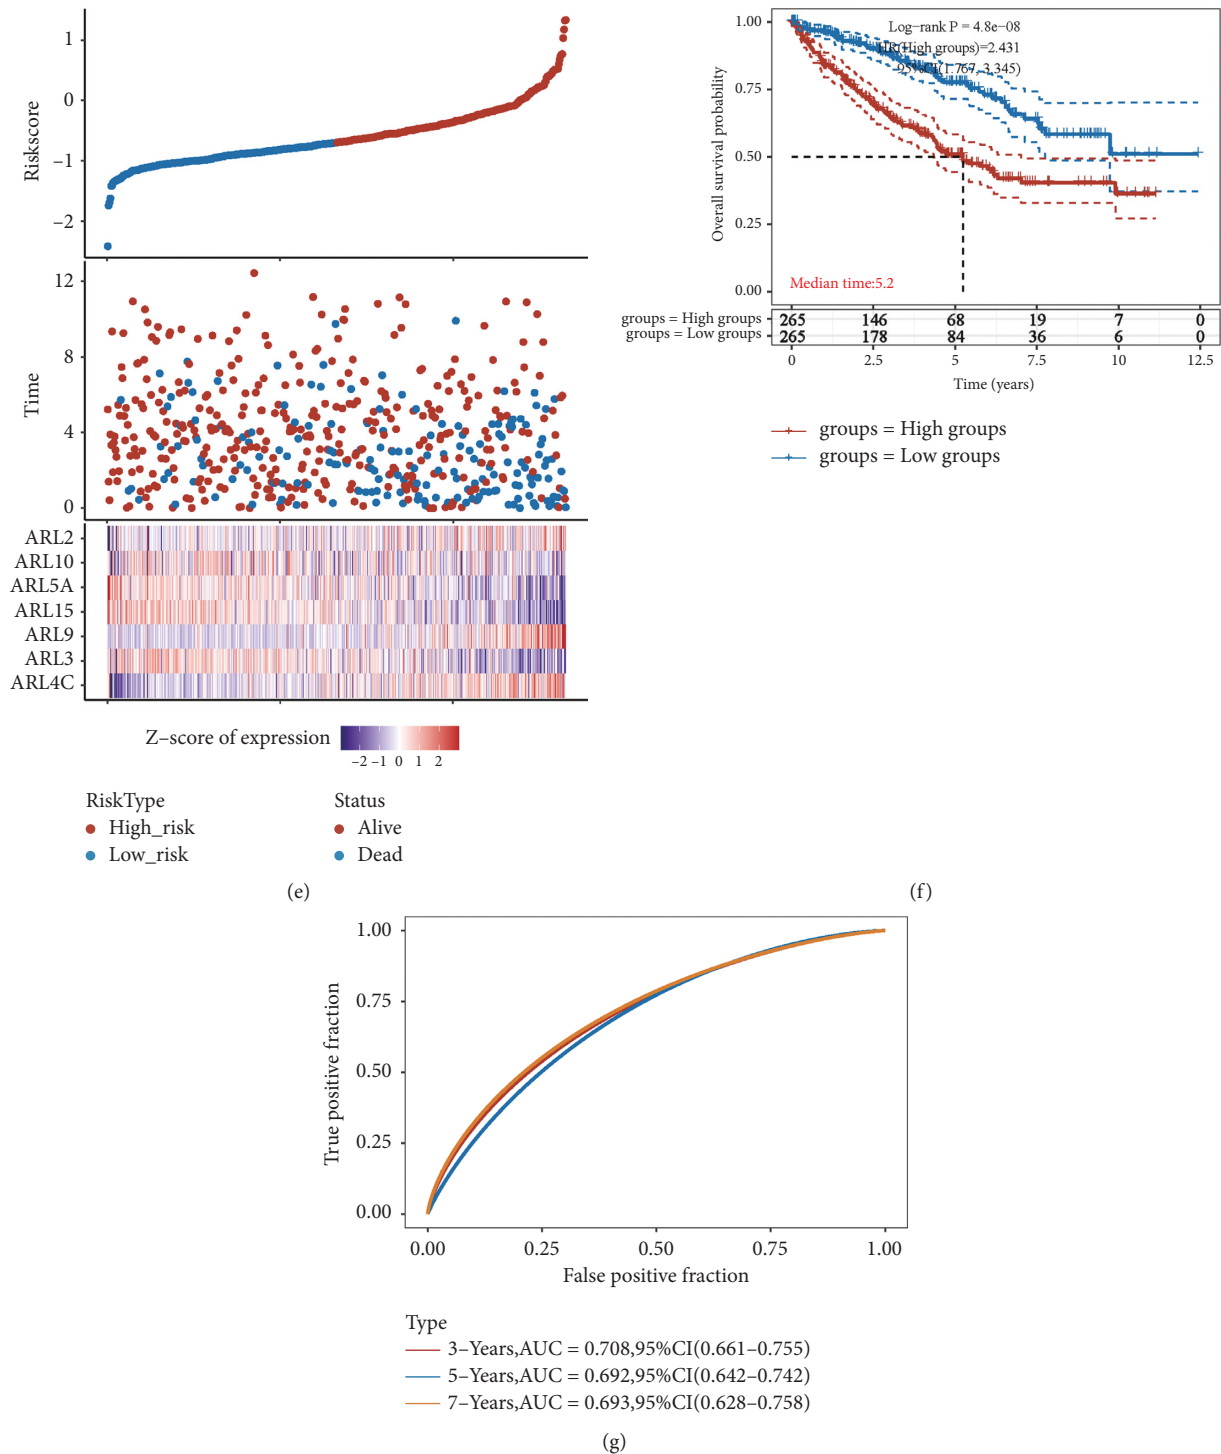 1
0
−1
−2
Riskscore
12
8
4
0
Time
ARL2
ARL10
ARL5A
ARL15
ARL9
ARL3
ARL4C
Z−score of expression
−2 −1 0 1 2
RiskType
High_risk
Low_risk
Status
Alive
Dead
(e)
1.00
0.75
0.50
0.25
0.00
Overall survival probability
Log−rank P = 4.8e−08
HR(High groups)=2.431
95%CI(1.767, 3.345)
Median time:5.2
groups = High groups 265 146 68 19 7 0
groups = Low groups 265 178 84 36 6 0
0 2.5 5 7.5 10 12.5
Time (years)
groups = High groups
groups = Low groups
(f)
1.00
0.75
0.50
0.25
0.00
True positive fraction
0.00 0.25 0.50 0.75 1.00
False positive fraction
Type
3−Years,AUC = 0.708,95%CI(0.661−0.755)
5−Years,AUC = 0.692,95%CI(0.642−0.742)
7−Years,AUC = 0.693,95%CI(0.628−0.758)
(g)